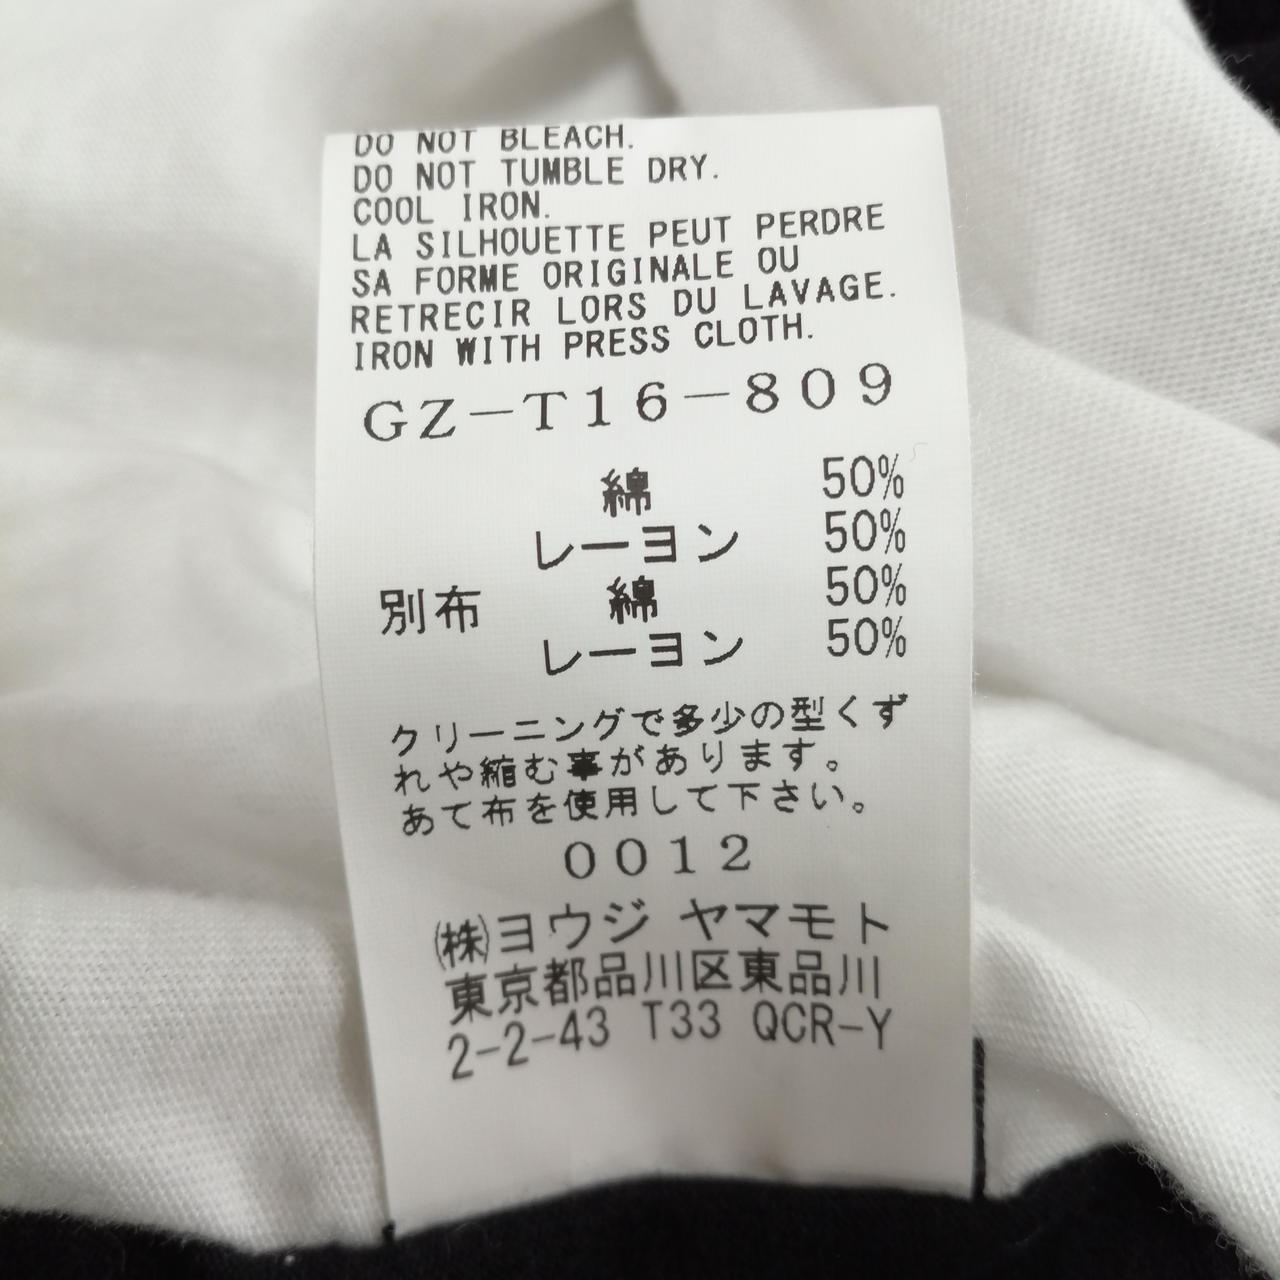 DO NOT BLEACH.
DO NOT TUMBLE DRY.
COOL IRON.
LA SILHOUETTE PEUT PERDRE
SA FORME ORIGINALE OU
RETRECIR LORS DU LAVAGE.
IRON WITH PRESS CLOTH.
GZ-T16-809
綿 50%
レーヨン 50%
別布 綿 50%
レーヨン 50%
クリーニングで多少の型くず
れや縮む事があります。
あて布を使用して下さい。
0012
㈱ヨウジ ヤマモト
東京都品川区東品川
2-2-43 T33 QCR-Y